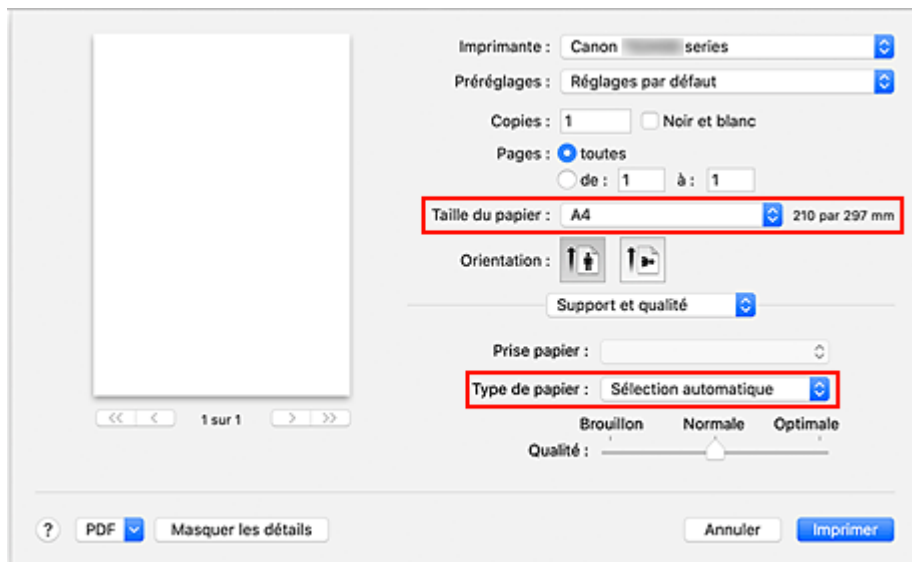 Imprimante : Canon series
Préréglages : Réglages par défaut
Copies : 1 Noir et blanc
Pages : toutes
de : 1 à : 1
Taille du papier : A4 210 par 297 mm
Orientation :
Support et qualité
Prise papier :
Type de papier : Sélection automatique
Brouillon Normale Optimale
Qualité :
<< < 1 sur 1 > >>
? PDF Masquer les détails Annuler Imprimer